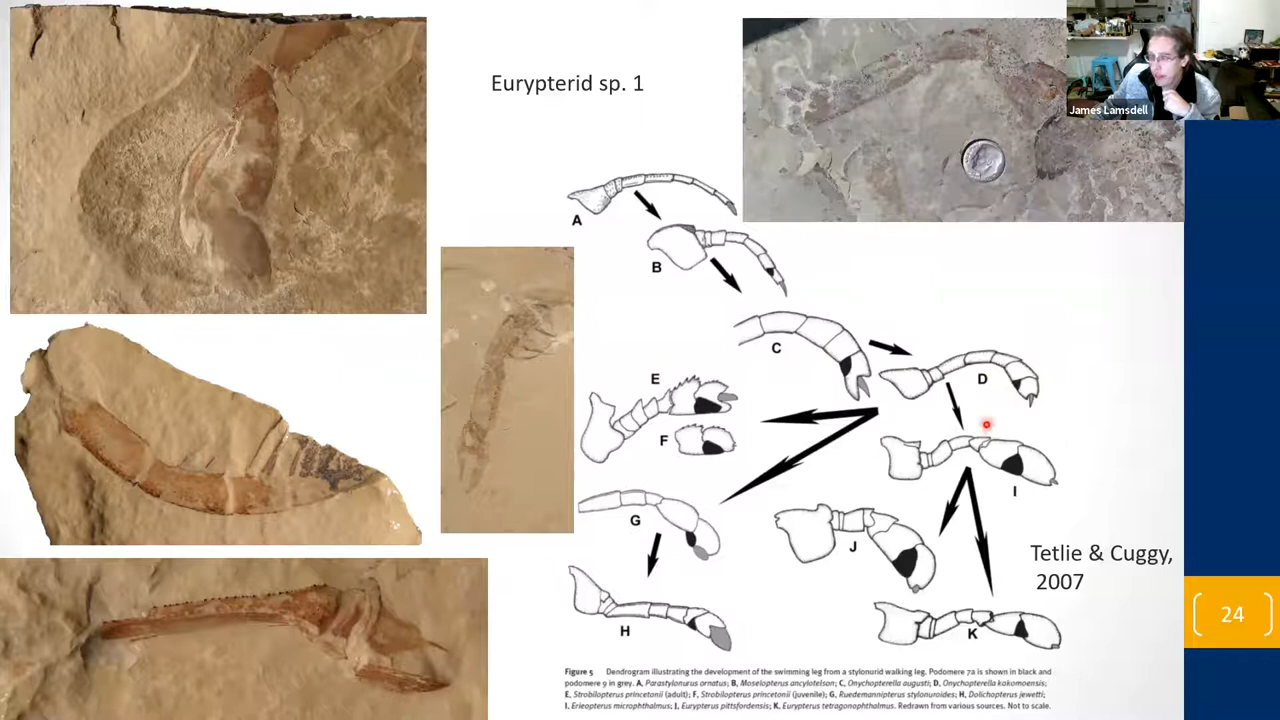 Eurypterid sp. 1
James Lamsdell
A
B
C
D
E
F
I
G
J
H
K
Tetlie & Cuggy,
2007
24
Figure 5 Dendrogram illustrating the development of the swimming leg from a stylonurid walking leg. Podomere 7a is shown in black and
podomere 9 in grey. A, Parastylonurus ornatus; B, Moselopterus ancylotelson; C, Onychopterella augusti; D, Onychopterella kokomoensis;
E, Strobilopterus princetonii (adult); F, Strobilopterus princetonii (juvenile); G, Ruedemannipterus stylonuroides; H, Dolichopterus jewetti;
I, Erieopterus microphthalmus; J, Eurypterus pittsfordensis; K, Eurypterus tetragonophthalmus. Redrawn from various sources. Not to scale.